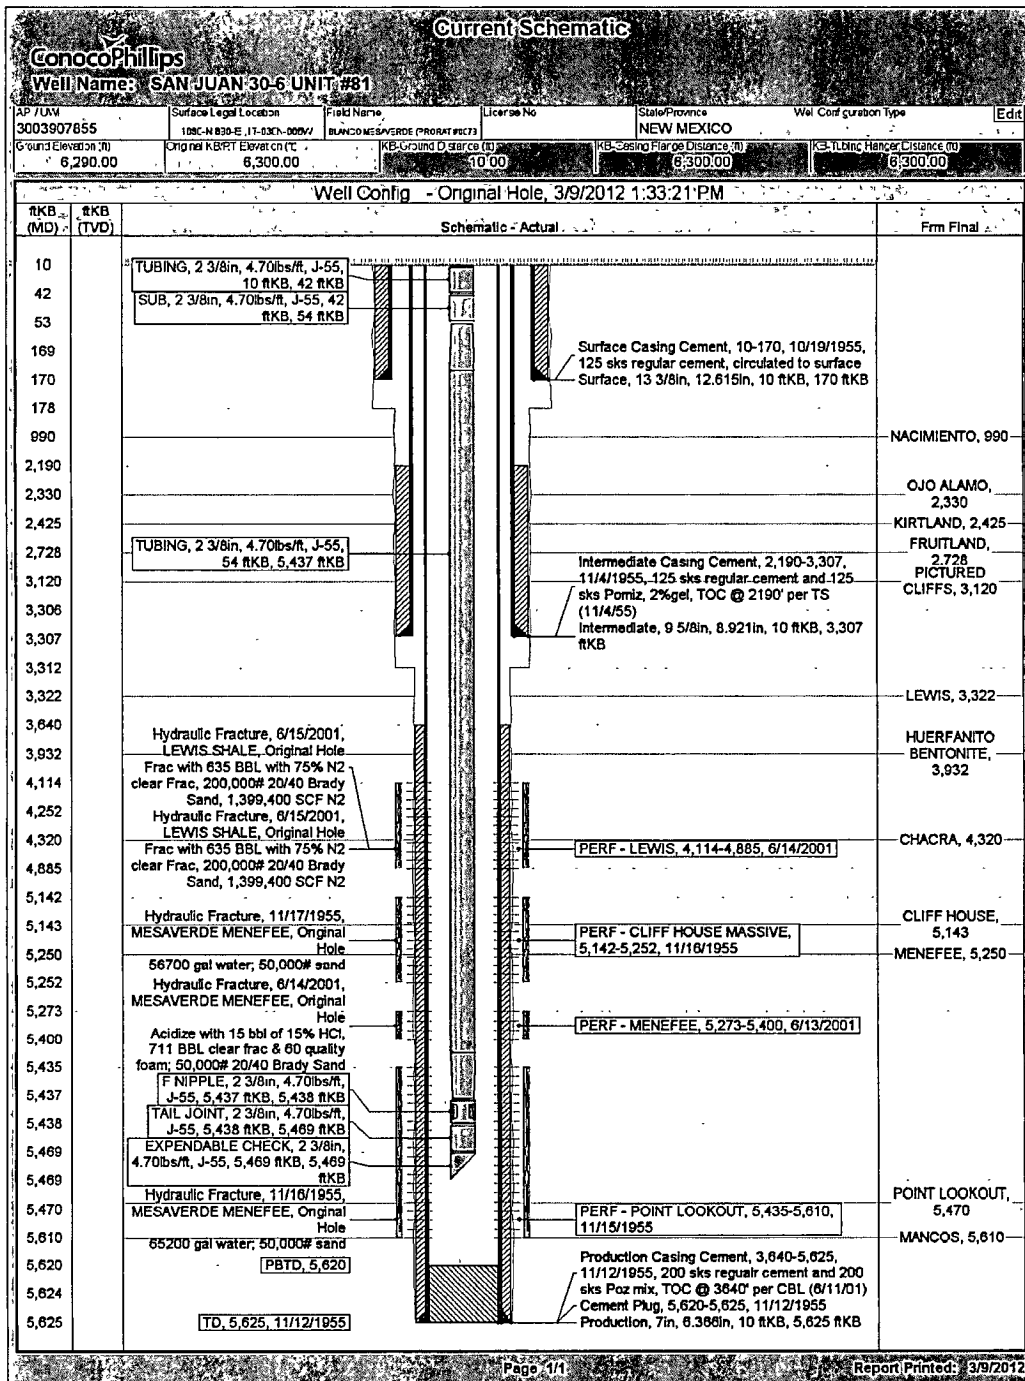 Current Schematic
ConocoPhillips
Well Name: SAN JUAN 30-6 UNIT #81
AP / UWI
3003907855
Surface Legal Location
Field Name
License No
State/Province
NEW MEXICO
Well Configuration Type
Edit
Ground Elevation (ft)
6,290.00
Original KB/RT Elevation (ft)
6,300.00
KB-Ground Distance (ft)
10.00
KB-Casing Flange Distance (ft)
6,300.00
KB-Tubing Hanger Distance (ft)
6,300.00
Well Config - Original Hole, 3/9/2012 1:33:21 PM
ftKB (MD)
ftKB (TVD)
Schematic - Actual
Frm Final
10
42
53
169
170
178
990
2,190
2,330
2,425
2,728
3,120
3,306
3,307
3,312
3,322
3,640
3,932
4,114
4,252
4,320
4,885
5,142
5,143
5,250
5,252
5,273
5,400
5,435
5,437
5,438
5,469
5,469
5,470
5,610
5,620
5,624
5,625
TUBING, 2 3/8in, 4.70lbs/ft, J-55,
10 ftKB, 42 ftKB
SUB, 2 3/8in, 4.70lbs/ft, J-55, 42
ftKB, 54 ftKB
TUBING, 2 3/8in, 4.70lbs/ft, J-55,
54 ftKB, 5,437 ftKB
Hydraulic Fracture, 6/15/2001,
LEWIS SHALE, Original Hole
Frac with 635 BBL with 75% N2
clear Frac, 200,000# 20/40 Brady
Sand, 1,399,400 SCF N2
Hydraulic Fracture, 6/15/2001,
LEWIS SHALE, Original Hole
Frac with 635 BBL with 75% N2
clear Frac, 200,000# 20/40 Brady
Sand, 1,399,400 SCF N2
Hydraulic Fracture, 11/17/1955,
MESAVERDE MENEFEE, Original
Hole
56700 gal water; 50,000# sand
Hydraulic Fracture, 6/14/2001,
MESAVERDE MENEFEE, Original
Hole
Acidize with 15 bbl of 15% HCl,
711 BBL clear frac & 60 quality
foam; 50,000# 20/40 Brady Sand
F NIPPLE, 2 3/8in, 4.70lbs/ft,
J-55, 5,437 ftKB, 5,438 ftKB
TAIL JOINT, 2 3/8in, 4.70lbs/ft,
J-55, 5,438 ftKB, 5,469 ftKB
EXPENDABLE CHECK, 2 3/8in,
4.70lbs/ft, J-55, 5,469 ftKB, 5,469
ftKB
Hydraulic Fracture, 11/16/1955,
MESAVERDE MENEFEE, Original
Hole
65200 gal water; 50,000# sand
PBTD, 5,620
TD, 5,625, 11/12/1955
Surface Casing Cement, 10-170, 10/19/1955,
125 sks regular cement, circulated to surface
Surface, 13 3/8in, 12.615in, 10 ftKB, 170 ftKB
Intermediate Casing Cement, 2,190-3,307,
11/4/1955, 125 sks regular cement and 125
sks Pomiz, 2%gel, TOC @ 2190' per TS
(11/4/55)
Intermediate, 9 5/8in, 8.921in, 10 ftKB, 3,307
ftKB
PERF - LEWIS, 4,114-4,885, 6/14/2001
PERF - CLIFF HOUSE MASSIVE,
5,142-5,252, 11/16/1955
PERF - MENEFEE, 5,273-5,400, 6/13/2001
PERF - POINT LOOKOUT, 5,435-5,610,
11/15/1955
Production Casing Cement, 3,640-5,625,
11/12/1955, 200 sks regualr cement and 200
sks Poz mix, TOC @ 3640' per CBL (6/11/01)
Cement Plug, 5,620-5,625, 11/12/1955
Production, 7in, 6.366in, 10 ftKB, 5,625 ftKB
NACIMIENTO, 990
OJO ALAMO,
2,330
KIRTLAND, 2,425
FRUITLAND,
2,728
PICTURED
CLIFFS, 3,120
LEWIS, 3,322
HUERFANITO
BENTONITE,
3,932
CHACRA, 4,320
CLIFF HOUSE,
5,143
MENEFEE, 5,250
POINT LOOKOUT,
5,470
MANCOS, 5,610
Page 1/1
Report Printed: 3/9/2012